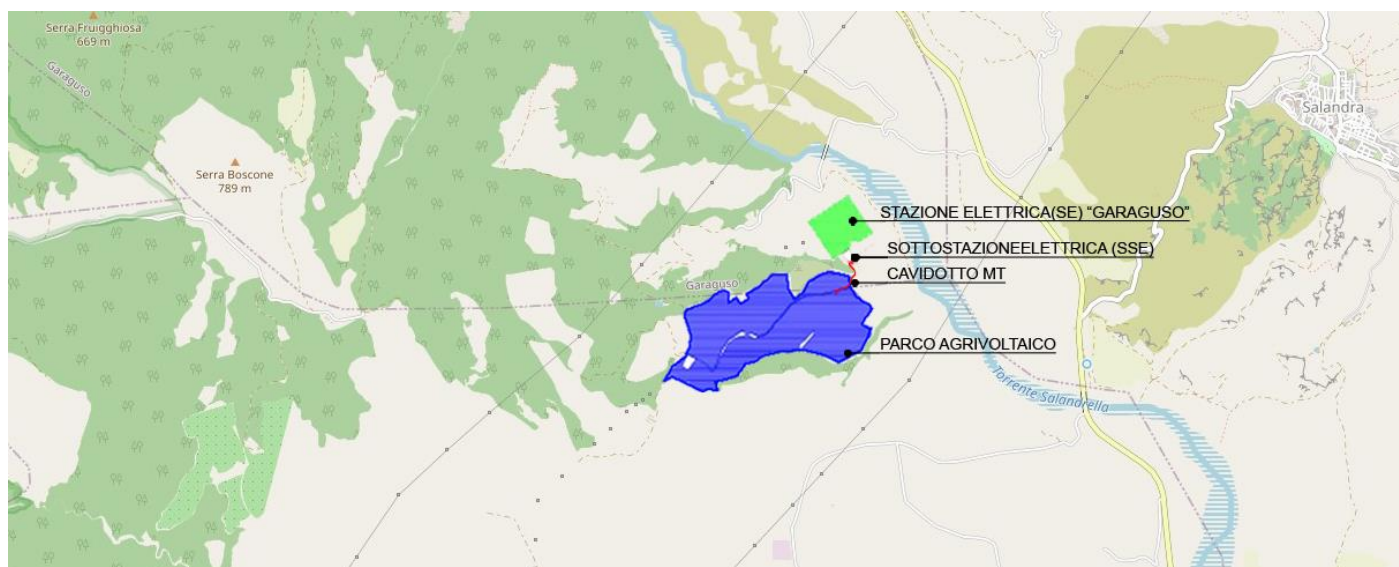 Serra Fruigghiosa
669 m
Garaguso
Salandra
Serra Boscone
789 m
STAZIONE ELETTRICA(SE) "GARAGUSO"
SOTTOSTAZIONEELETTRICA (SSE)
CAVIDOTTO MT
Garaguso
PARCO AGRIVOLTAICO
Torrente Salandrella